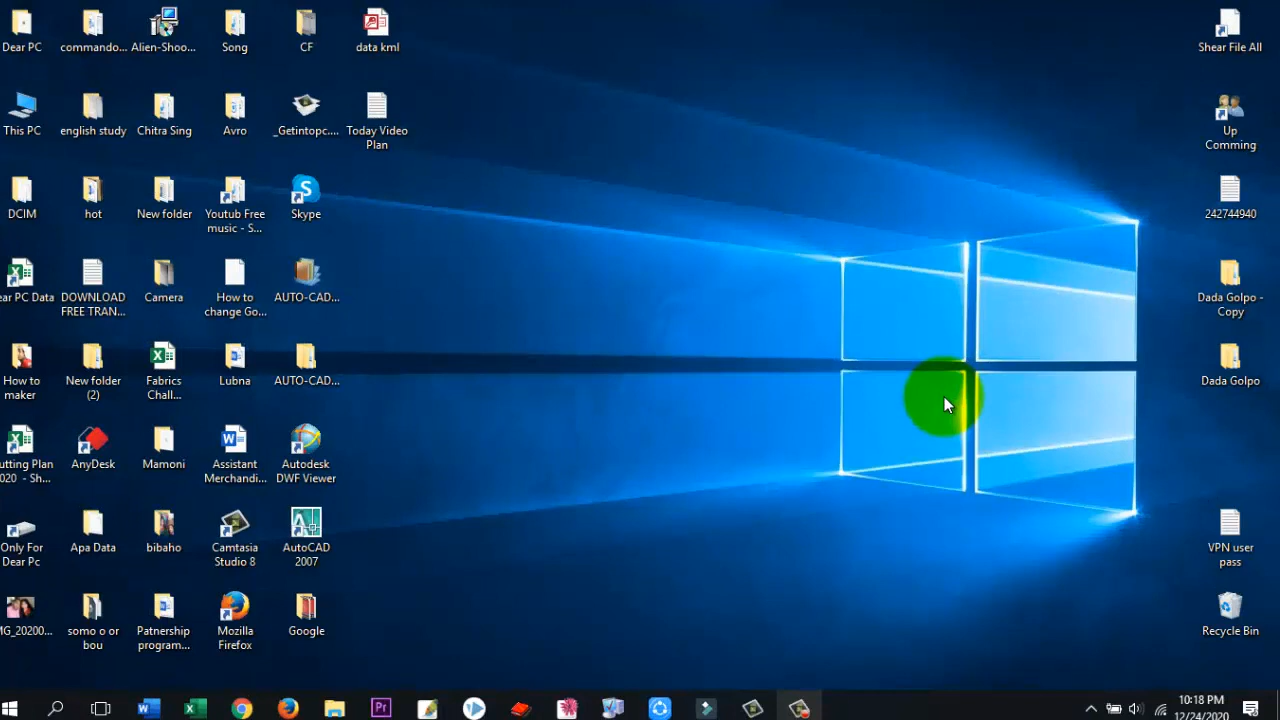 Dear PC
commando...
Alien-Shoo...
Song
CF
data kml
Shear File All
This PC
english study
Chitra Sing
Avro
_Getintopc....
Today Video
Plan
Up
Comming
DCIM
hot
New folder
Youtub Free
music - S...
Skype
242744940
ear PC Data
DOWNLOAD
FREE TRAN...
Camera
How to
change Go...
AUTO-CAD...
Dada Golpo -
Copy
How to
maker
New folder
(2)
Fabrics
Chall...
Lubna
AUTO-CAD...
Dada Golpo
utting Plan
020 - Sh...
AnyDesk
Mamoni
Assistant
Merchandi...
Autodesk
DWF Viewer
Only For
Dear Pc
Apa Data
bibaho
Camtasia
Studio 8
AutoCAD
2007
VPN user
pass
MG_20200...
somo o or
bou
Patnership
program...
Mozilla
Firefox
Google
Recycle Bin
10:18 PM
12/24/2020